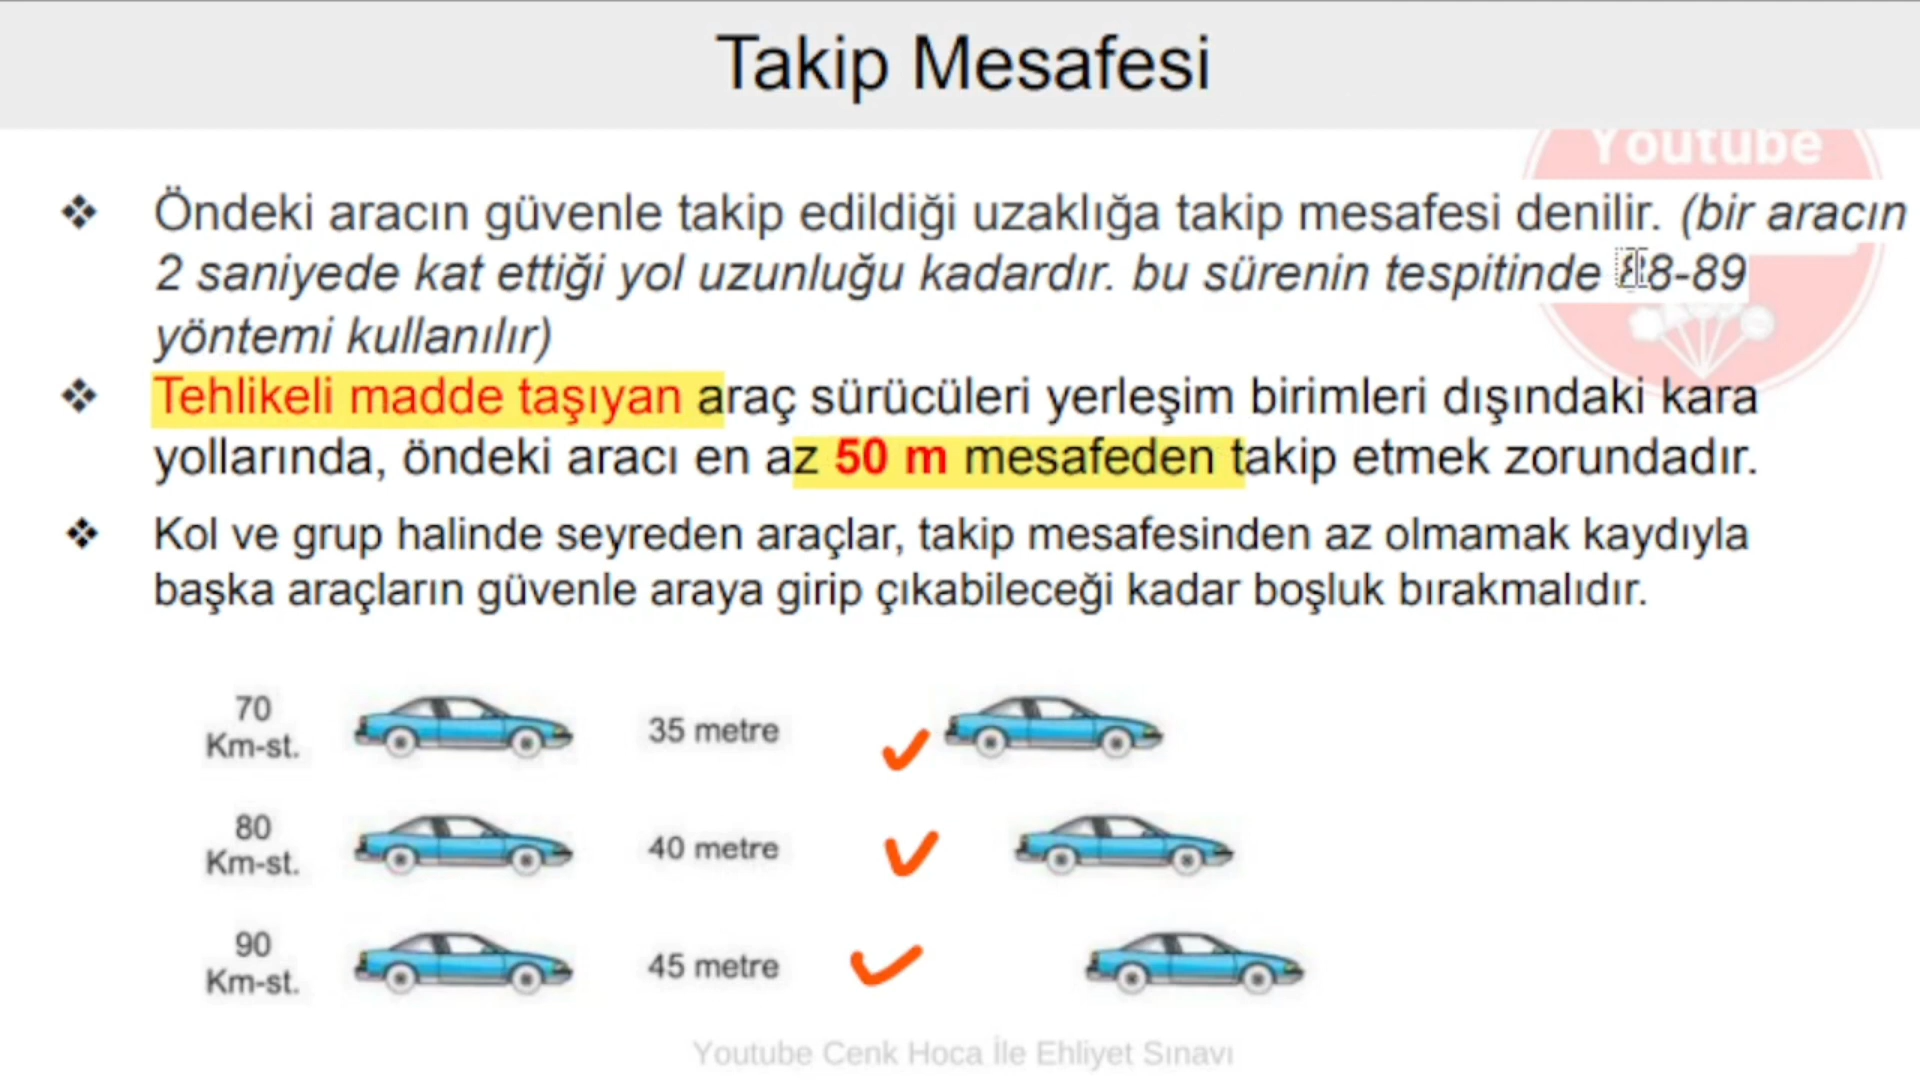 Takip Mesafesi
Youtube
Öndeki aracın güvenle takip edildiği uzaklığa takip mesafesi denilir. (bir aracın
2 saniyede kat ettiği yol uzunluğu kadardır. bu sürenin tespitinde 88-89
yöntemi kullanılır)
Tehlikeli madde taşıyan araç sürücüleri yerleşim birimleri dışındaki kara
yollarında, öndeki aracı en az 50 m mesafeden takip etmek zorundadır.
Kol ve grup halinde seyreden araçlar, takip mesafesinden az olmamak kaydıyla
başka araçların güvenle araya girip çıkabileceği kadar boşluk bırakmalıdır.
70
Km-st.
35 metre
80
Km-st.
40 metre
90
Km-st.
45 metre
Youtube Cenk Hoca İle Ehliyet Sınavı